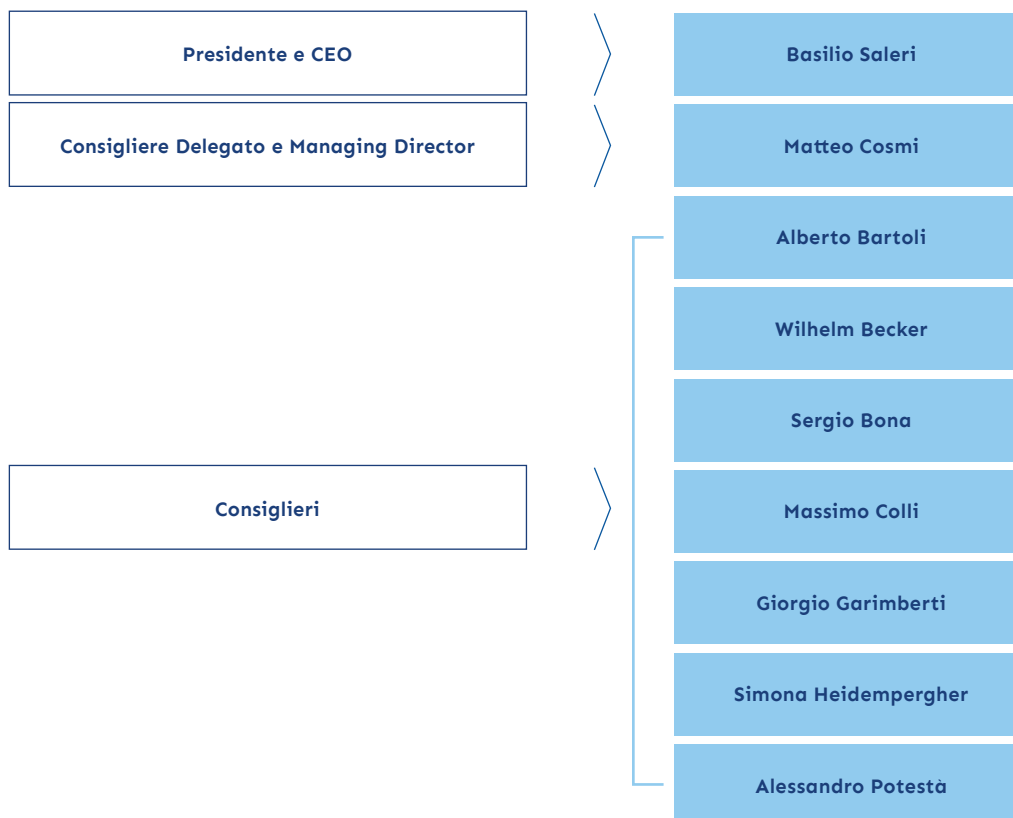 Presidente e CEO
Basilio Saleri
Consigliere Delegato e Managing Director
Matteo Cosmi
Consiglieri
Alberto Bartoli
Wilhelm Becker
Sergio Bona
Massimo Colli
Giorgio Garimberti
Simona Heidempergher
Alessandro Potestà